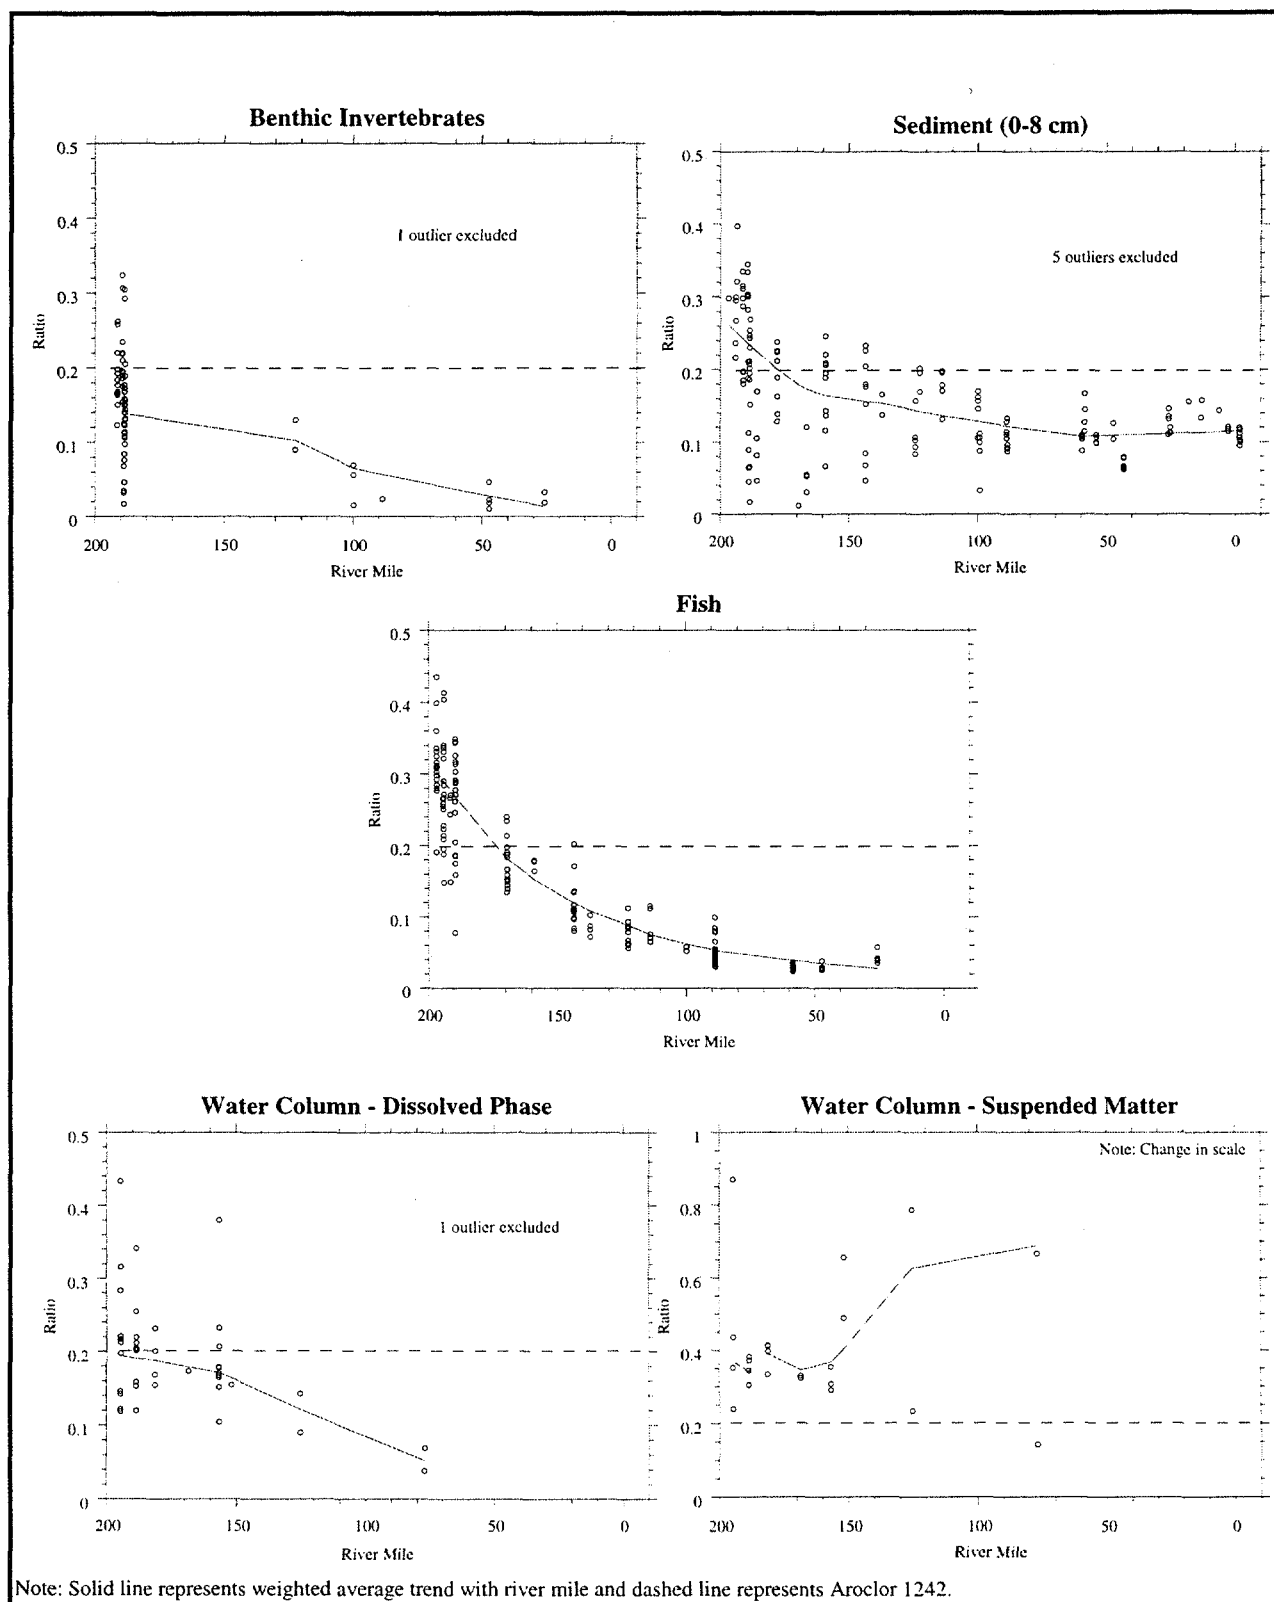 Benthic Invertebrates
0.5
0.4
0.3
0.2
0.1
0
Ratio
1 outlier excluded
200
150
100
50
0
River Mile
Sediment (0-8 cm)
0.5
0.4
0.3
0.2
0.1
0
Ratio
5 outliers excluded
200
150
100
50
0
River Mile
Fish
0.5
0.4
0.3
0.2
0.1
0
Ratio
200
150
100
50
0
River Mile
Water Column - Dissolved Phase
0.5
0.4
0.3
0.2
0.1
0
Ratio
1 outlier excluded
200
150
100
50
0
River Mile
Water Column - Suspended Matter
1
0.8
0.6
0.4
0.2
0
Ratio
Note: Change in scale
200
150
100
50
0
River Mile
Note: Solid line represents weighted average trend with river mile and dashed line represents Aroclor 1242.